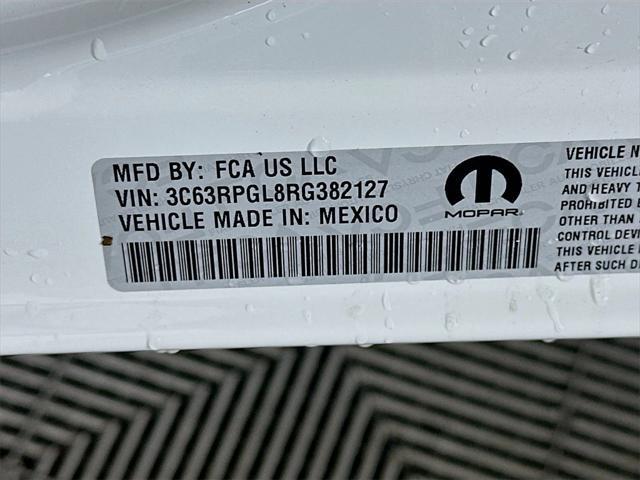 MFD BY: FCA US LLC
VIN: 3C63RPGL8RG382127
VEHICLE MADE IN: MEXICO
MOPAR
VEHICLE N
THIS VEHICLE
AND HEAVY T
PROHIBITED B
OTHER THAN
CONTROL DEVI
THIS VEHICLE
AFTER SUCH D